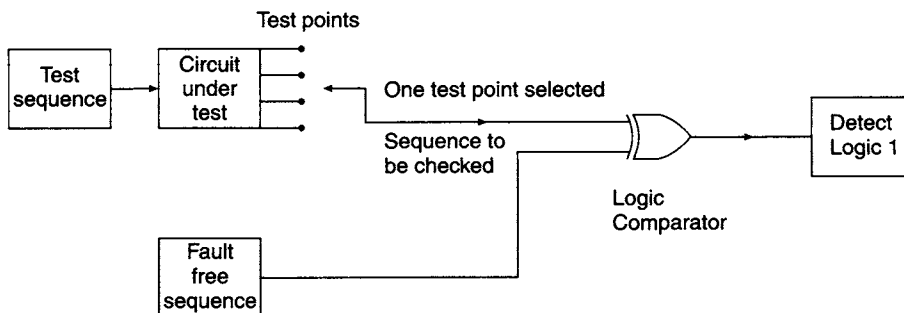 Test points
Test
sequence
Circuit
under
test
One test point selected
Sequence to
be checked
Detect
Logic 1
Logic
Comparator
Fault
free
sequence